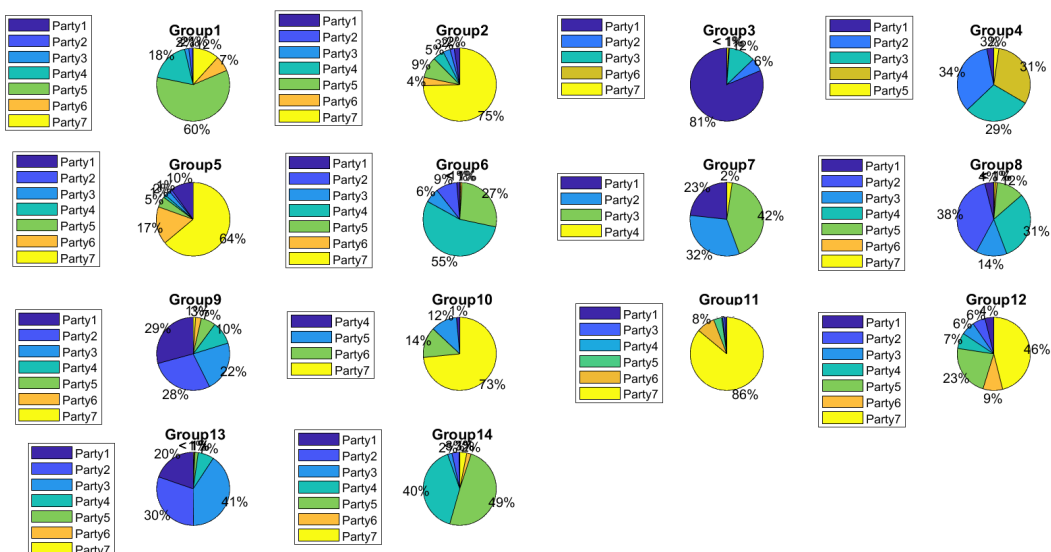 Party1
Party2
Party3
Party4
Party5
Party6
Party7
Group1
18%
7%
60%
Party1
Party2
Party3
Party4
Party5
Party6
Party7
Group2
5%
9%
4%
75%
Party1
Party2
Party3
Party6
Party7
Group3
< 1%
12%
6%
81%
Party1
Party2
Party3
Party4
Party5
Group4
34%
31%
29%
Party1
Party2
Party3
Party4
Party5
Party6
Party7
Group5
10%
5%
17%
64%
Party1
Party2
Party3
Party4
Party5
Party6
Party7
Group6
9%
6%
27%
55%
Party1
Party2
Party3
Party4
Group7
2%
23%
42%
32%
Party1
Party2
Party3
Party4
Party5
Party6
Party7
Group8
12%
38%
31%
14%
Party1
Party2
Party3
Party4
Party5
Party6
Party7
Group9
29%
10%
22%
28%
Party4
Party5
Party6
Party7
Group10
1%
12%
14%
73%
Party1
Party3
Party4
Party5
Party6
Party7
Group11
8%
86%
Party1
Party2
Party3
Party4
Party5
Party6
Party7
Group12
4%
6%
6%
7%
46%
23%
9%
Party1
Party2
Party3
Party4
Party5
Party6
Party7
Group13
20%
41%
30%
Party1
Party2
Party3
Party4
Party5
Party6
Party7
Group14
40%
49%